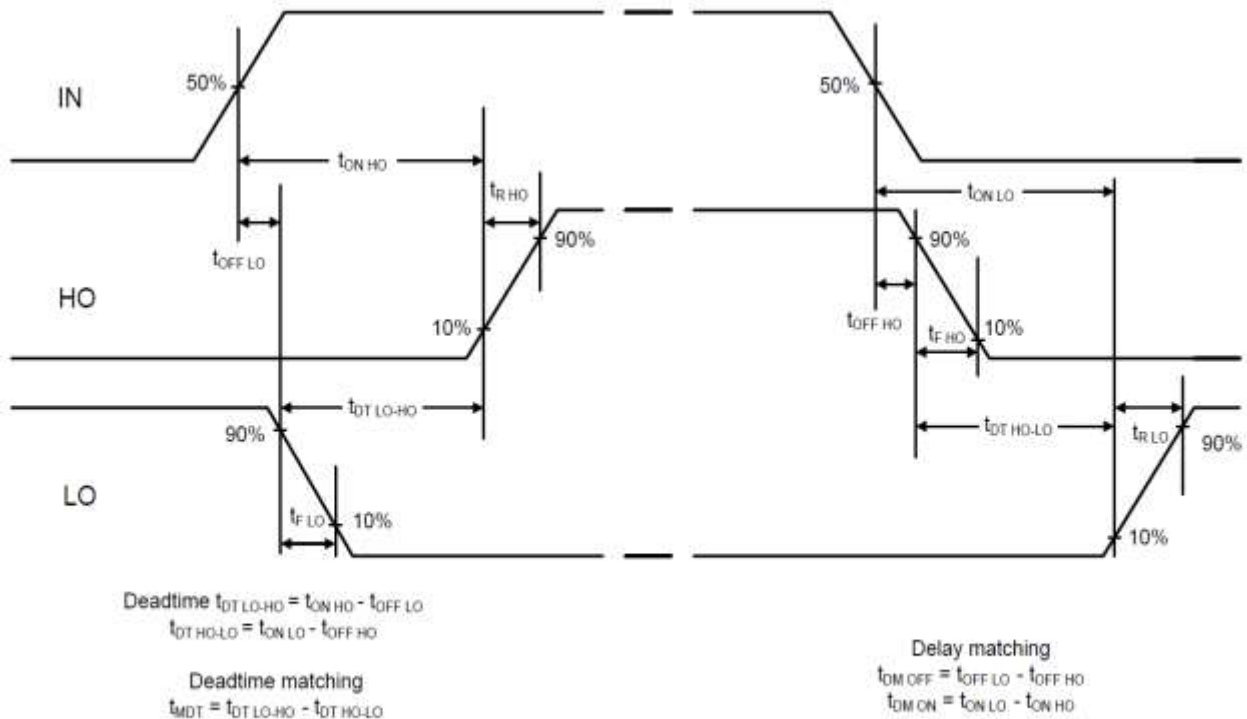 50%
50%
IN
t_ON HO
t_R HO
t_ON LO
90%
90%
t_OFF LO
HO
10%
t_OFF HO
t_F HO
10%
t_DT LO-HO
t_DT HO-LO
t_R LO
90%
90%
LO
t_F LO
10%
10%
Deadtime t_DT LO-HO = t_ON HO - t_OFF LO
t_DT HO-LO = t_ON LO - t_OFF HO
Deadtime matching
t_MDT = t_DT LO-HO - t_DT HO-LO
Delay matching
t_DM OFF = t_OFF LO - t_OFF HO
t_DM ON = t_ON LO - t_ON HO